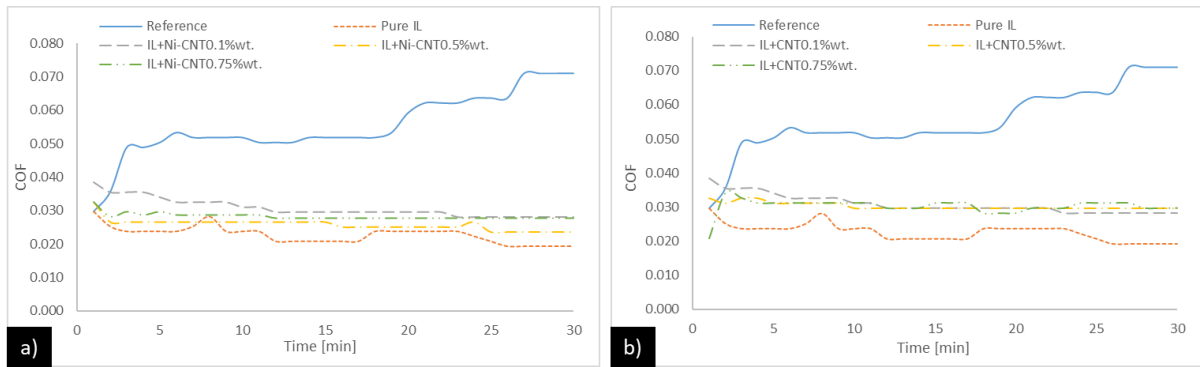 Reference Pure IL
IL+Ni-CNT0.1%wt. IL+Ni-CNT0.5%wt.
IL+Ni-CNT0.75%wt.
0.080
0.070
0.060
0.050
0.040
0.030
0.020
0.010
0.000
COF
0 5 10 15 20 25 30
Time [min]
a)
Reference Pure IL
IL+CNT0.1%wt. IL+CNT0.5%wt.
IL+CNT0.75%wt.
0.080
0.070
0.060
0.050
0.040
0.030
0.020
0.010
0.000
COF
0 5 10 15 20 25 30
Time [min]
b)